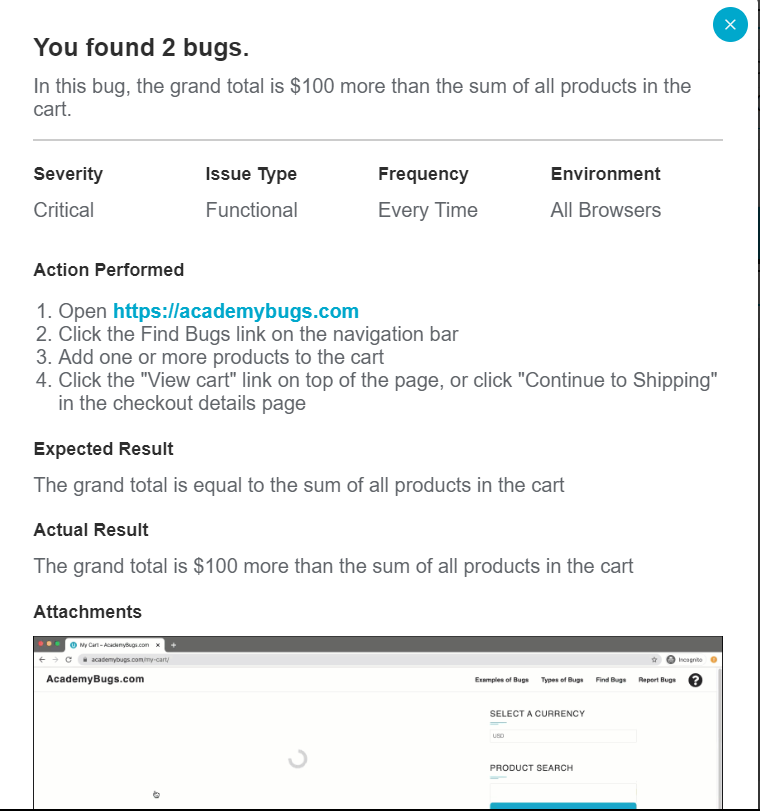 You found 2 bugs.
In this bug, the grand total is $100 more than the sum of all products in the
cart.
Severity Issue Type Frequency Environment
Critical Functional Every Time All Browsers
Action Performed
1. Open https://academybugs.com
2. Click the Find Bugs link on the navigation bar
3. Add one or more products to the cart
4. Click the "View cart" link on top of the page, or click "Continue to Shipping"
in the checkout details page
Expected Result
The grand total is equal to the sum of all products in the cart
Actual Result
The grand total is $100 more than the sum of all products in the cart
Attachments
My Cart – AcademyBugs.com
academybugs.com/my-cart/ Incognito
AcademyBugs.com Examples of Bugs Types of Bugs Find Bugs Report Bugs ?
SELECT A CURRENCY
USD
PRODUCT SEARCH